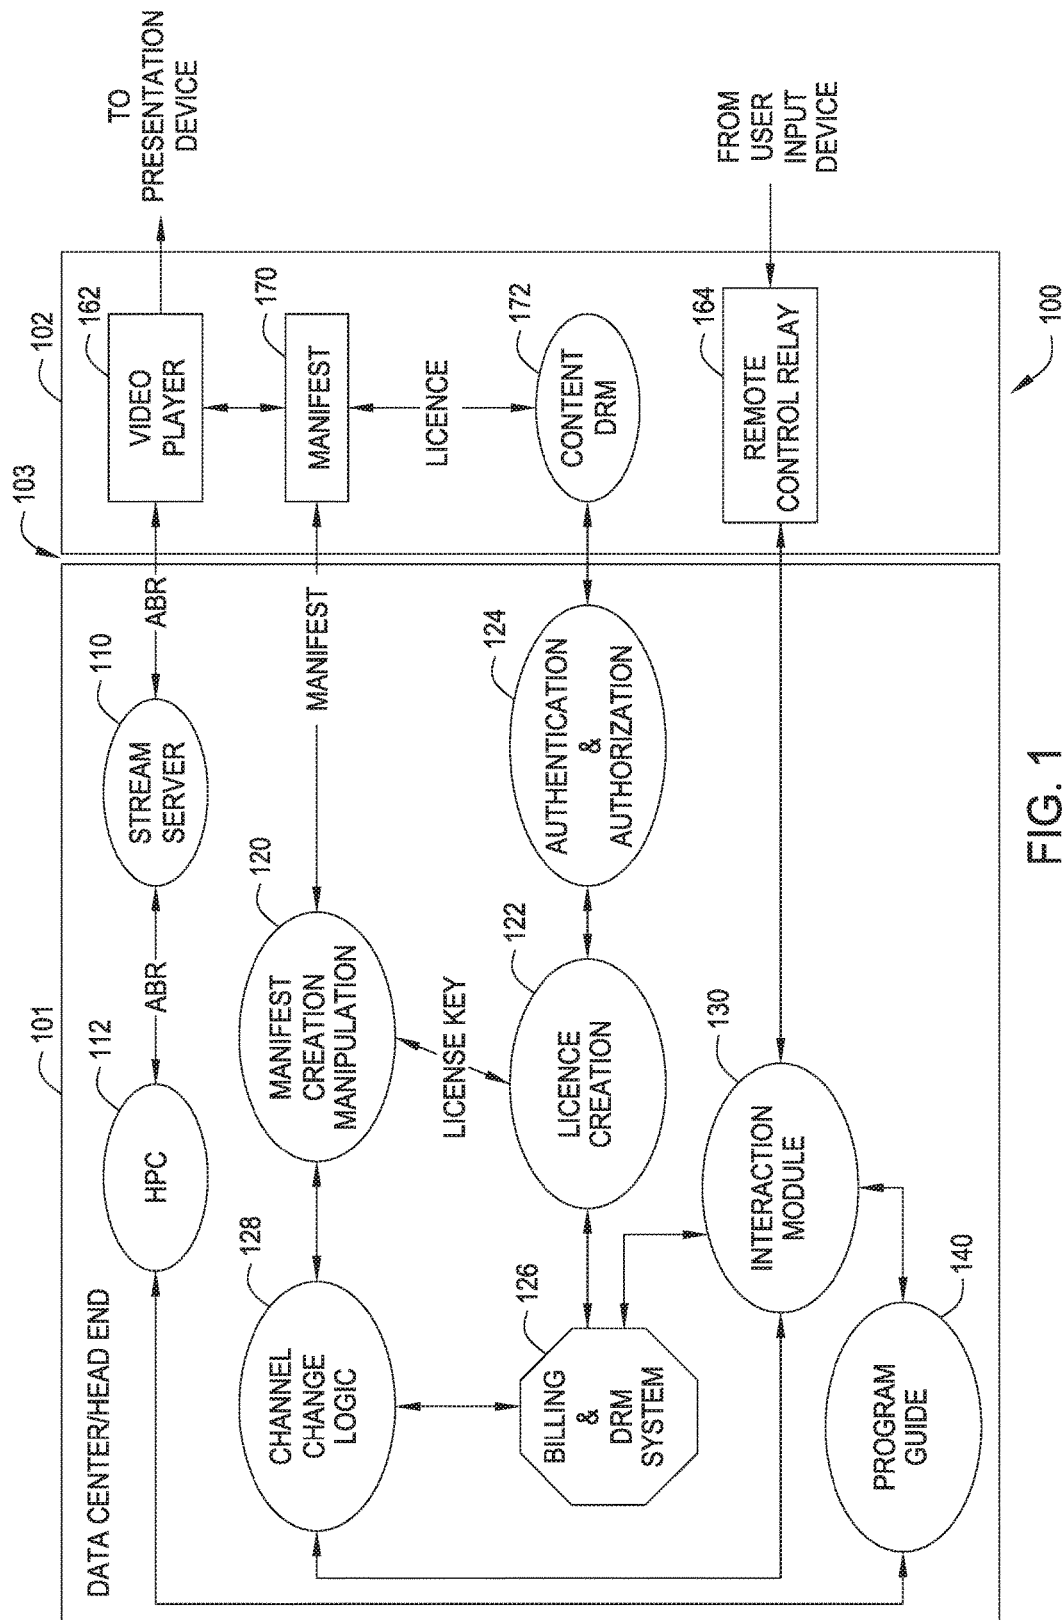 DATA CENTER/HEAD END
101
103
102
HPC
112
ABR
STREAM
SERVER
110
ABR
VIDEO
PLAYER
162
TO
PRESENTATION
DEVICE
CHANNEL
CHANGE
LOGIC
128
MANIFEST
CREATION
MANIPULATION
120
MANIFEST
MANIFEST
170
LICENSE KEY
LICENCE
BILLING
&
DRM
SYSTEM
126
LICENCE
CREATION
122
AUTHENTICATION
&
AUTHORIZATION
124
CONTENT
DRM
172
INTERACTION
MODULE
130
REMOTE
CONTROL RELAY
164
FROM
USER
INPUT
DEVICE
PROGRAM
GUIDE
140
100
FIG. 1